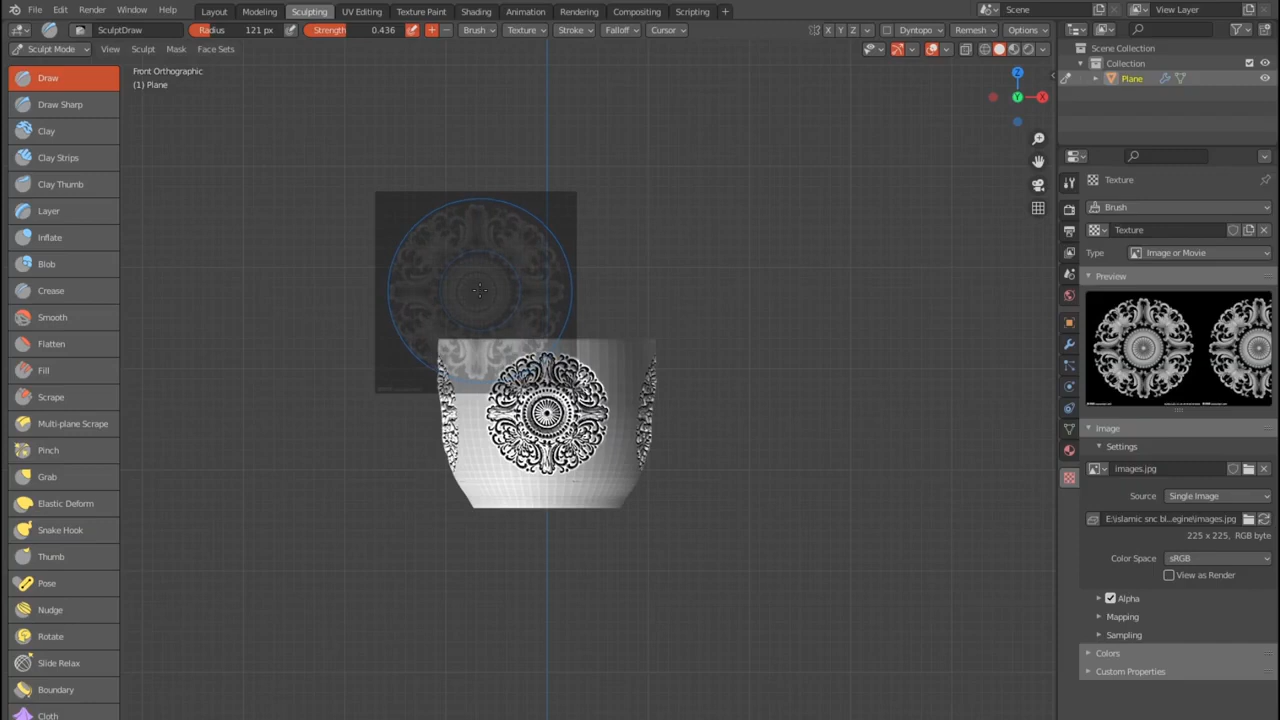 File Edit Render Window Help Layout Modeling Sculpting UV Editing Texture Paint Shading Animation Rendering Compositing Scripting + Scene View Layer
SculptDraw Radius 121 px Strength 0.436 Brush Texture Stroke Falloff Cursor X Y Z Dyntopo Remesh Options
Sculpt Mode View Sculpt Mask Face Sets
Front Orthographic
(1) Plane
Draw
Draw Sharp
Clay
Clay Strips
Clay Thumb
Layer
Inflate
Blob
Crease
Smooth
Flatten
Fill
Scrape
Multi-plane Scrape
Pinch
Grab
Elastic Deform
Snake Hook
Thumb
Pose
Nudge
Rotate
Slide Relax
Boundary
Cloth
Z
Y
X
Scene Collection
Collection
Plane
Texture
Brush
Texture
Type Image or Movie
Preview
Image
Settings
images.jpg
Source Single Image
E:\islamic snc bl...egine\images.jpg
225 x 225, RGB byte
Color Space sRGB
View as Render
Alpha
Mapping
Sampling
Colors
Custom Properties